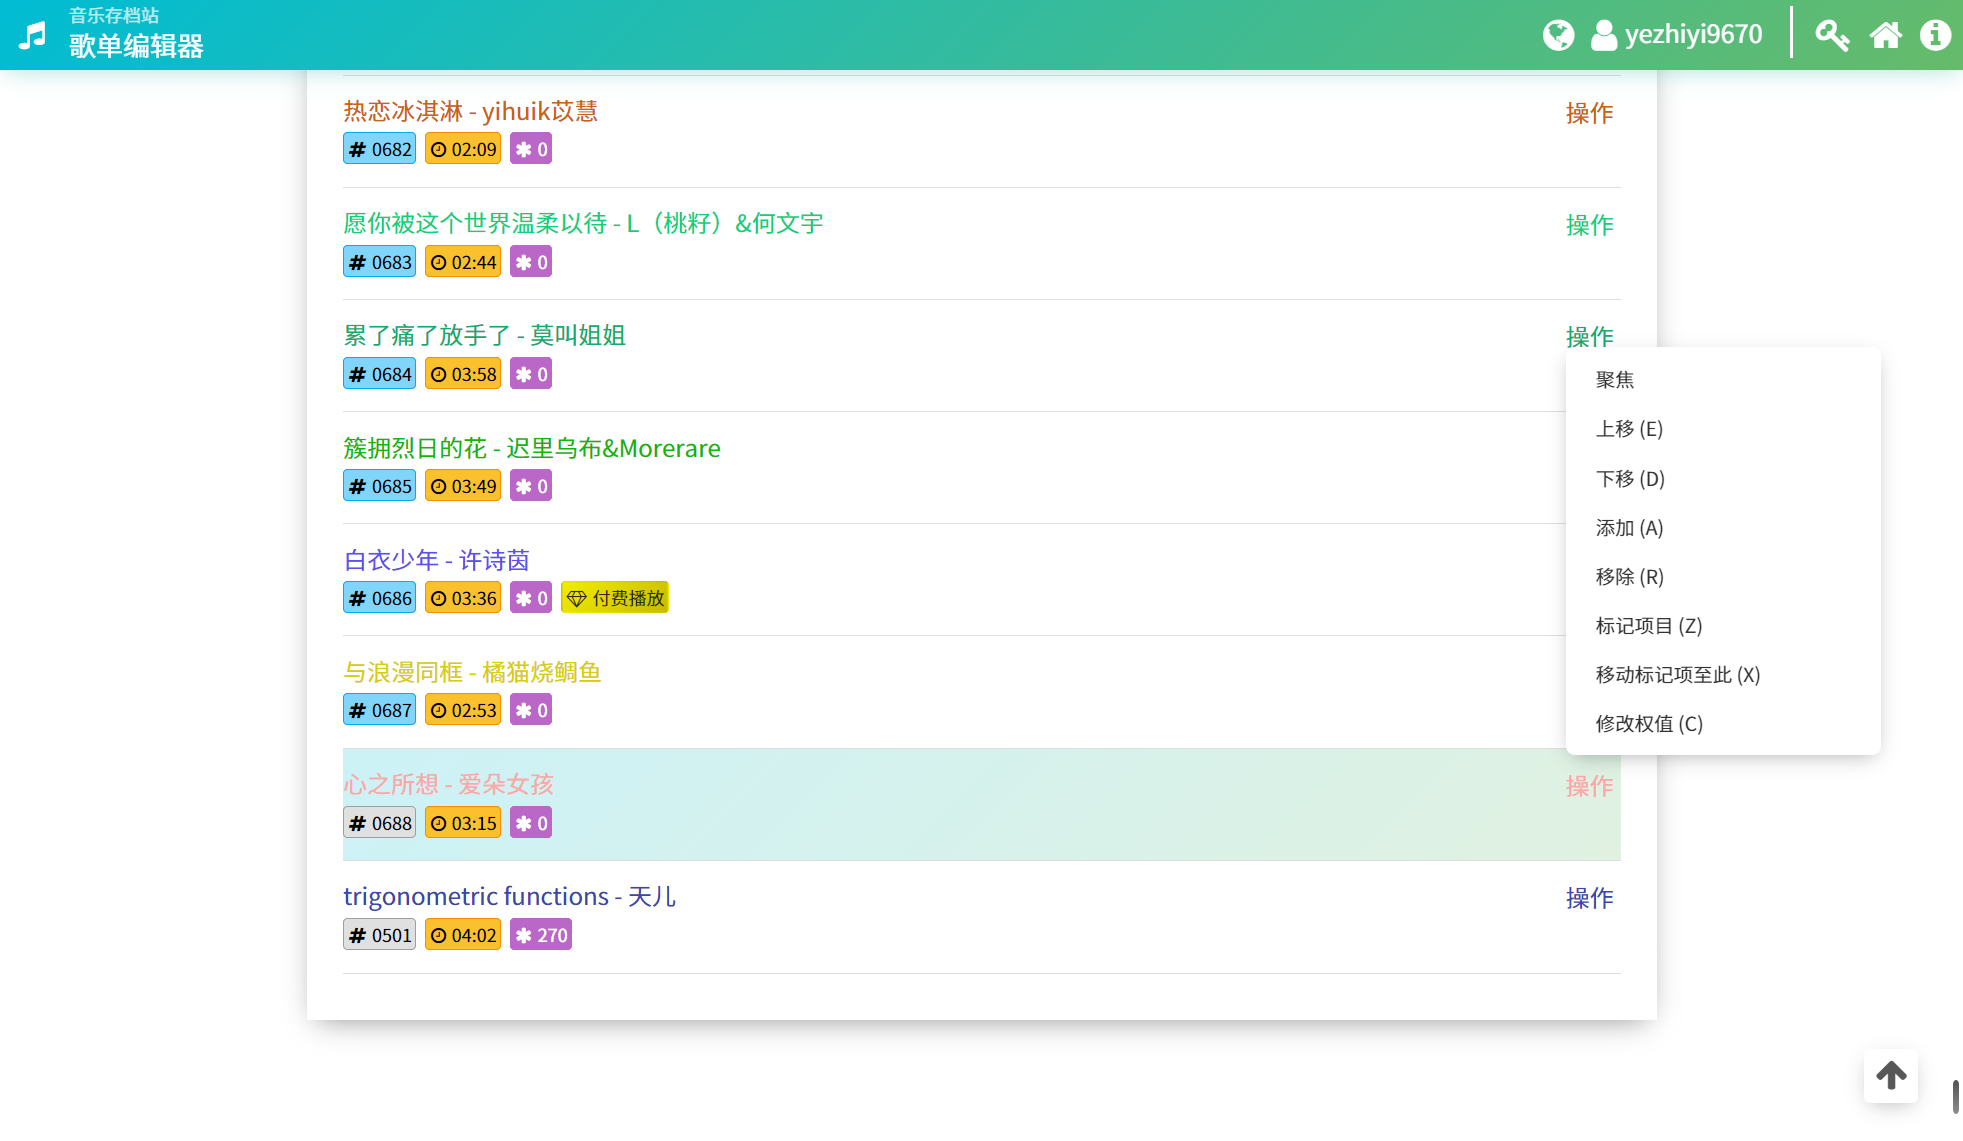 音乐存档站
歌单编辑器
yezhiyi9670
热恋冰淇淋 - yihuik苡慧
操作
# 0682 02:09 0
愿你被这个世界温柔以待 - L（桃籽）&何文宇
操作
# 0683 02:44 0
累了痛了放手了 - 莫叫姐姐
操作
# 0684 03:58 0
簇拥烈日的花 - 迟里乌布&Morerare
# 0685 03:49 0
白衣少年 - 许诗茵
# 0686 03:36 0 付费播放
与浪漫同框 - 橘猫烧鲷鱼
# 0687 02:53 0
聚焦
上移 (E)
下移 (D)
添加 (A)
移除 (R)
标记项目 (Z)
移动标记项至此 (X)
修改权值 (C)
心之所想 - 爱朵女孩
操作
# 0688 03:15 0
trigonometric functions - 天儿
操作
# 0501 04:02 270